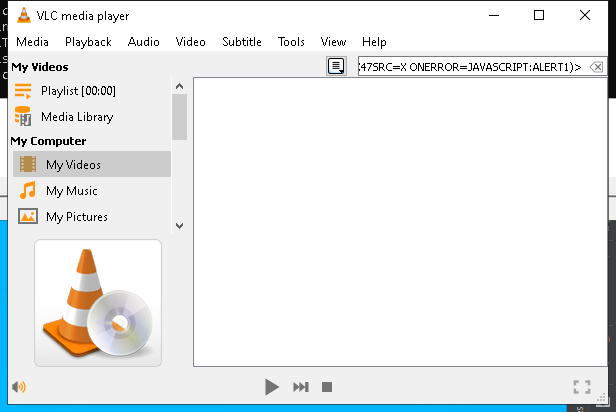 VLC media player
Media Playback Audio Video Subtitle Tools View Help
My Videos
47SRC=X ONERROR=JAVASCRIPT:ALERT1)>
Playlist [00:00]
Media Library
My Computer
My Videos
My Music
My Pictures